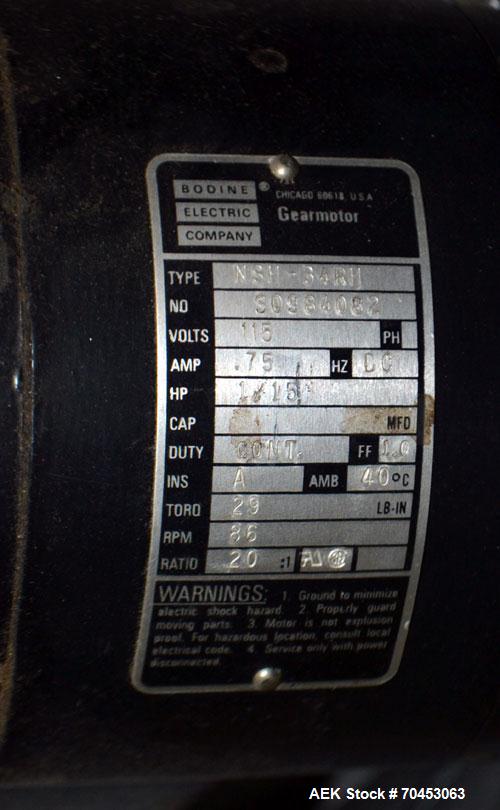 BODINE ®
ELECTRIC
COMPANY
CHICAGO 60618, U.S.A
Gearmotor
TYPE NSH-34RH
NO
VOLTS 115 PH
AMP .75 HZ DC
HP 1/15
CAP MFD
DUTY CONT. FF 1.0
INS A AMB 40°C
TORQ 29 LB-IN
RPM 86
RATIO 20 :1
WARNINGS: 1. Ground to minimize
electric shock hazard. 2. Properly guard
moving parts. 3. Motor is not explosion
proof. For hazardous location, consult local
electrical code. 4. Service only with power
disconnected.
AEK Stock # 70453063